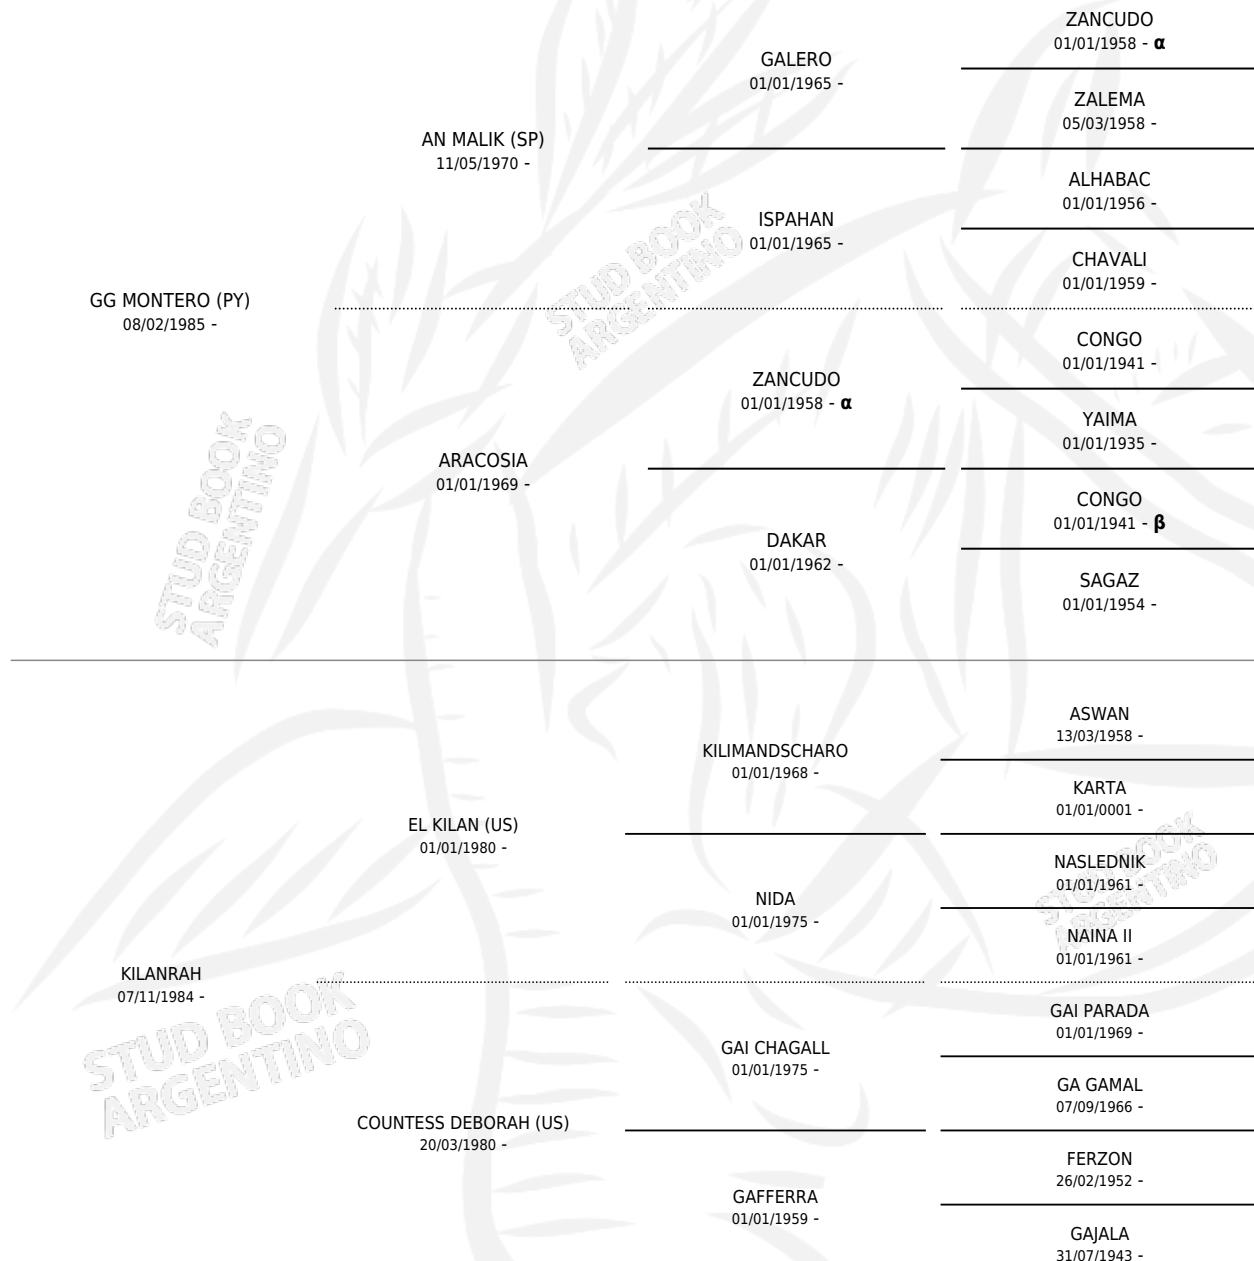 ZANCUDO
01/01/1958 - α
GALERO
01/01/1965 -
ZALEMA
05/03/1958 -
AN MALIK (SP)
11/05/1970 -
ALHABAC
01/01/1956 -
ISPAHAN
01/01/1965 -
CHAVALI
01/01/1959 -
GG MONTERO (PY)
08/02/1985 -
CONGO
01/01/1941 -
ZANCUDO
01/01/1958 - α
YAIMA
01/01/1935 -
ARACOSIA
01/01/1969 -
CONGO
01/01/1941 - β
DAKAR
01/01/1962 -
SAGAZ
01/01/1954 -
STUD BOOK
ARGENTINO
STUD BOOK
ARGENTINO
ASWAN
13/03/1958 -
KILIMANDSCHARO
01/01/1968 -
KARTA
01/01/0001 -
EL KILAN (US)
01/01/1980 -
NASLEDNIK
01/01/1961 -
NIDA
01/01/1975 -
NAINA II
01/01/1961 -
KILANRAH
07/11/1984 -
GAI PARADA
01/01/1969 -
GAI CHAGALL
01/01/1975 -
GA GAMAL
07/09/1966 -
COUNTESS DEBORAH (US)
20/03/1980 -
FERZON
26/02/1952 -
GAFFERRA
01/01/1959 -
GAJALA
31/07/1943 -
STUD BOOK
ARGENTINO
STUD BOOK
ARGENTINO